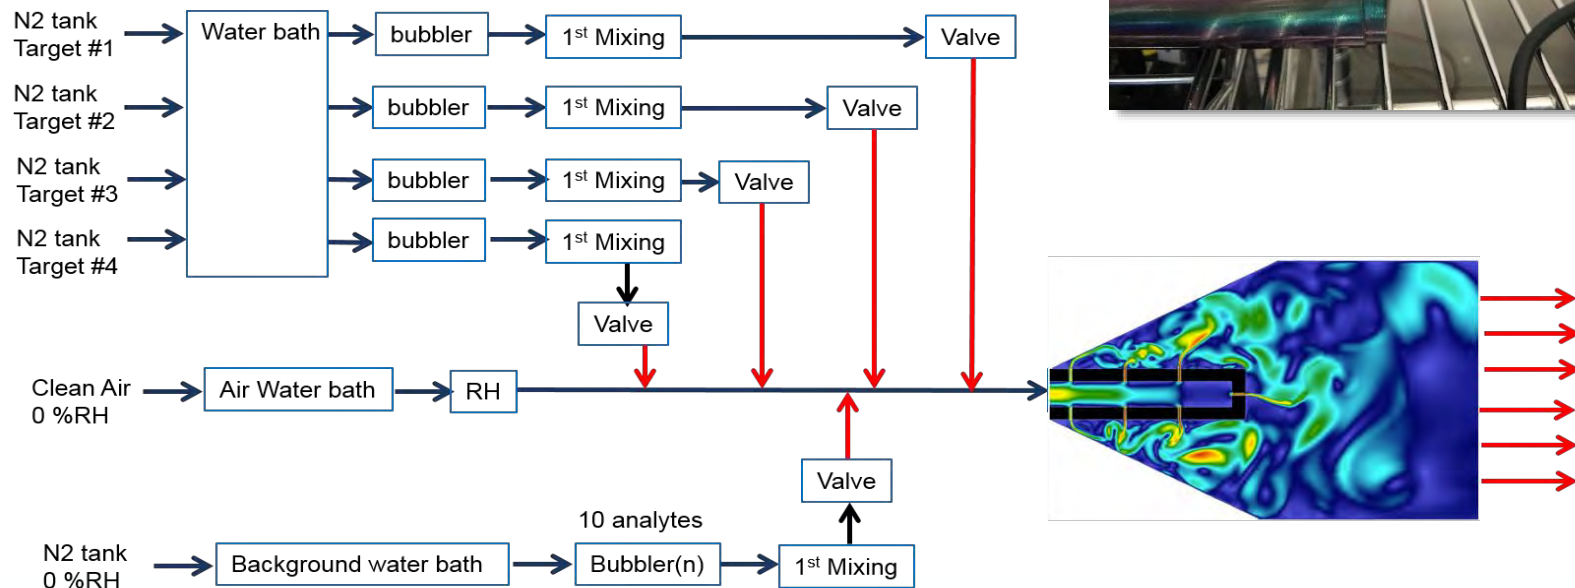 N2 tank
Target #1
Water bath
bubbler
1st Mixing
Valve
N2 tank
Target #2
bubbler
1st Mixing
Valve
N2 tank
Target #3
bubbler
1st Mixing
Valve
N2 tank
Target #4
bubbler
1st Mixing
Valve
Clean Air
0 %RH
Air Water bath
RH
Valve
10 analytes
N2 tank
0 %RH
Background water bath
Bubbler(n)
1st Mixing